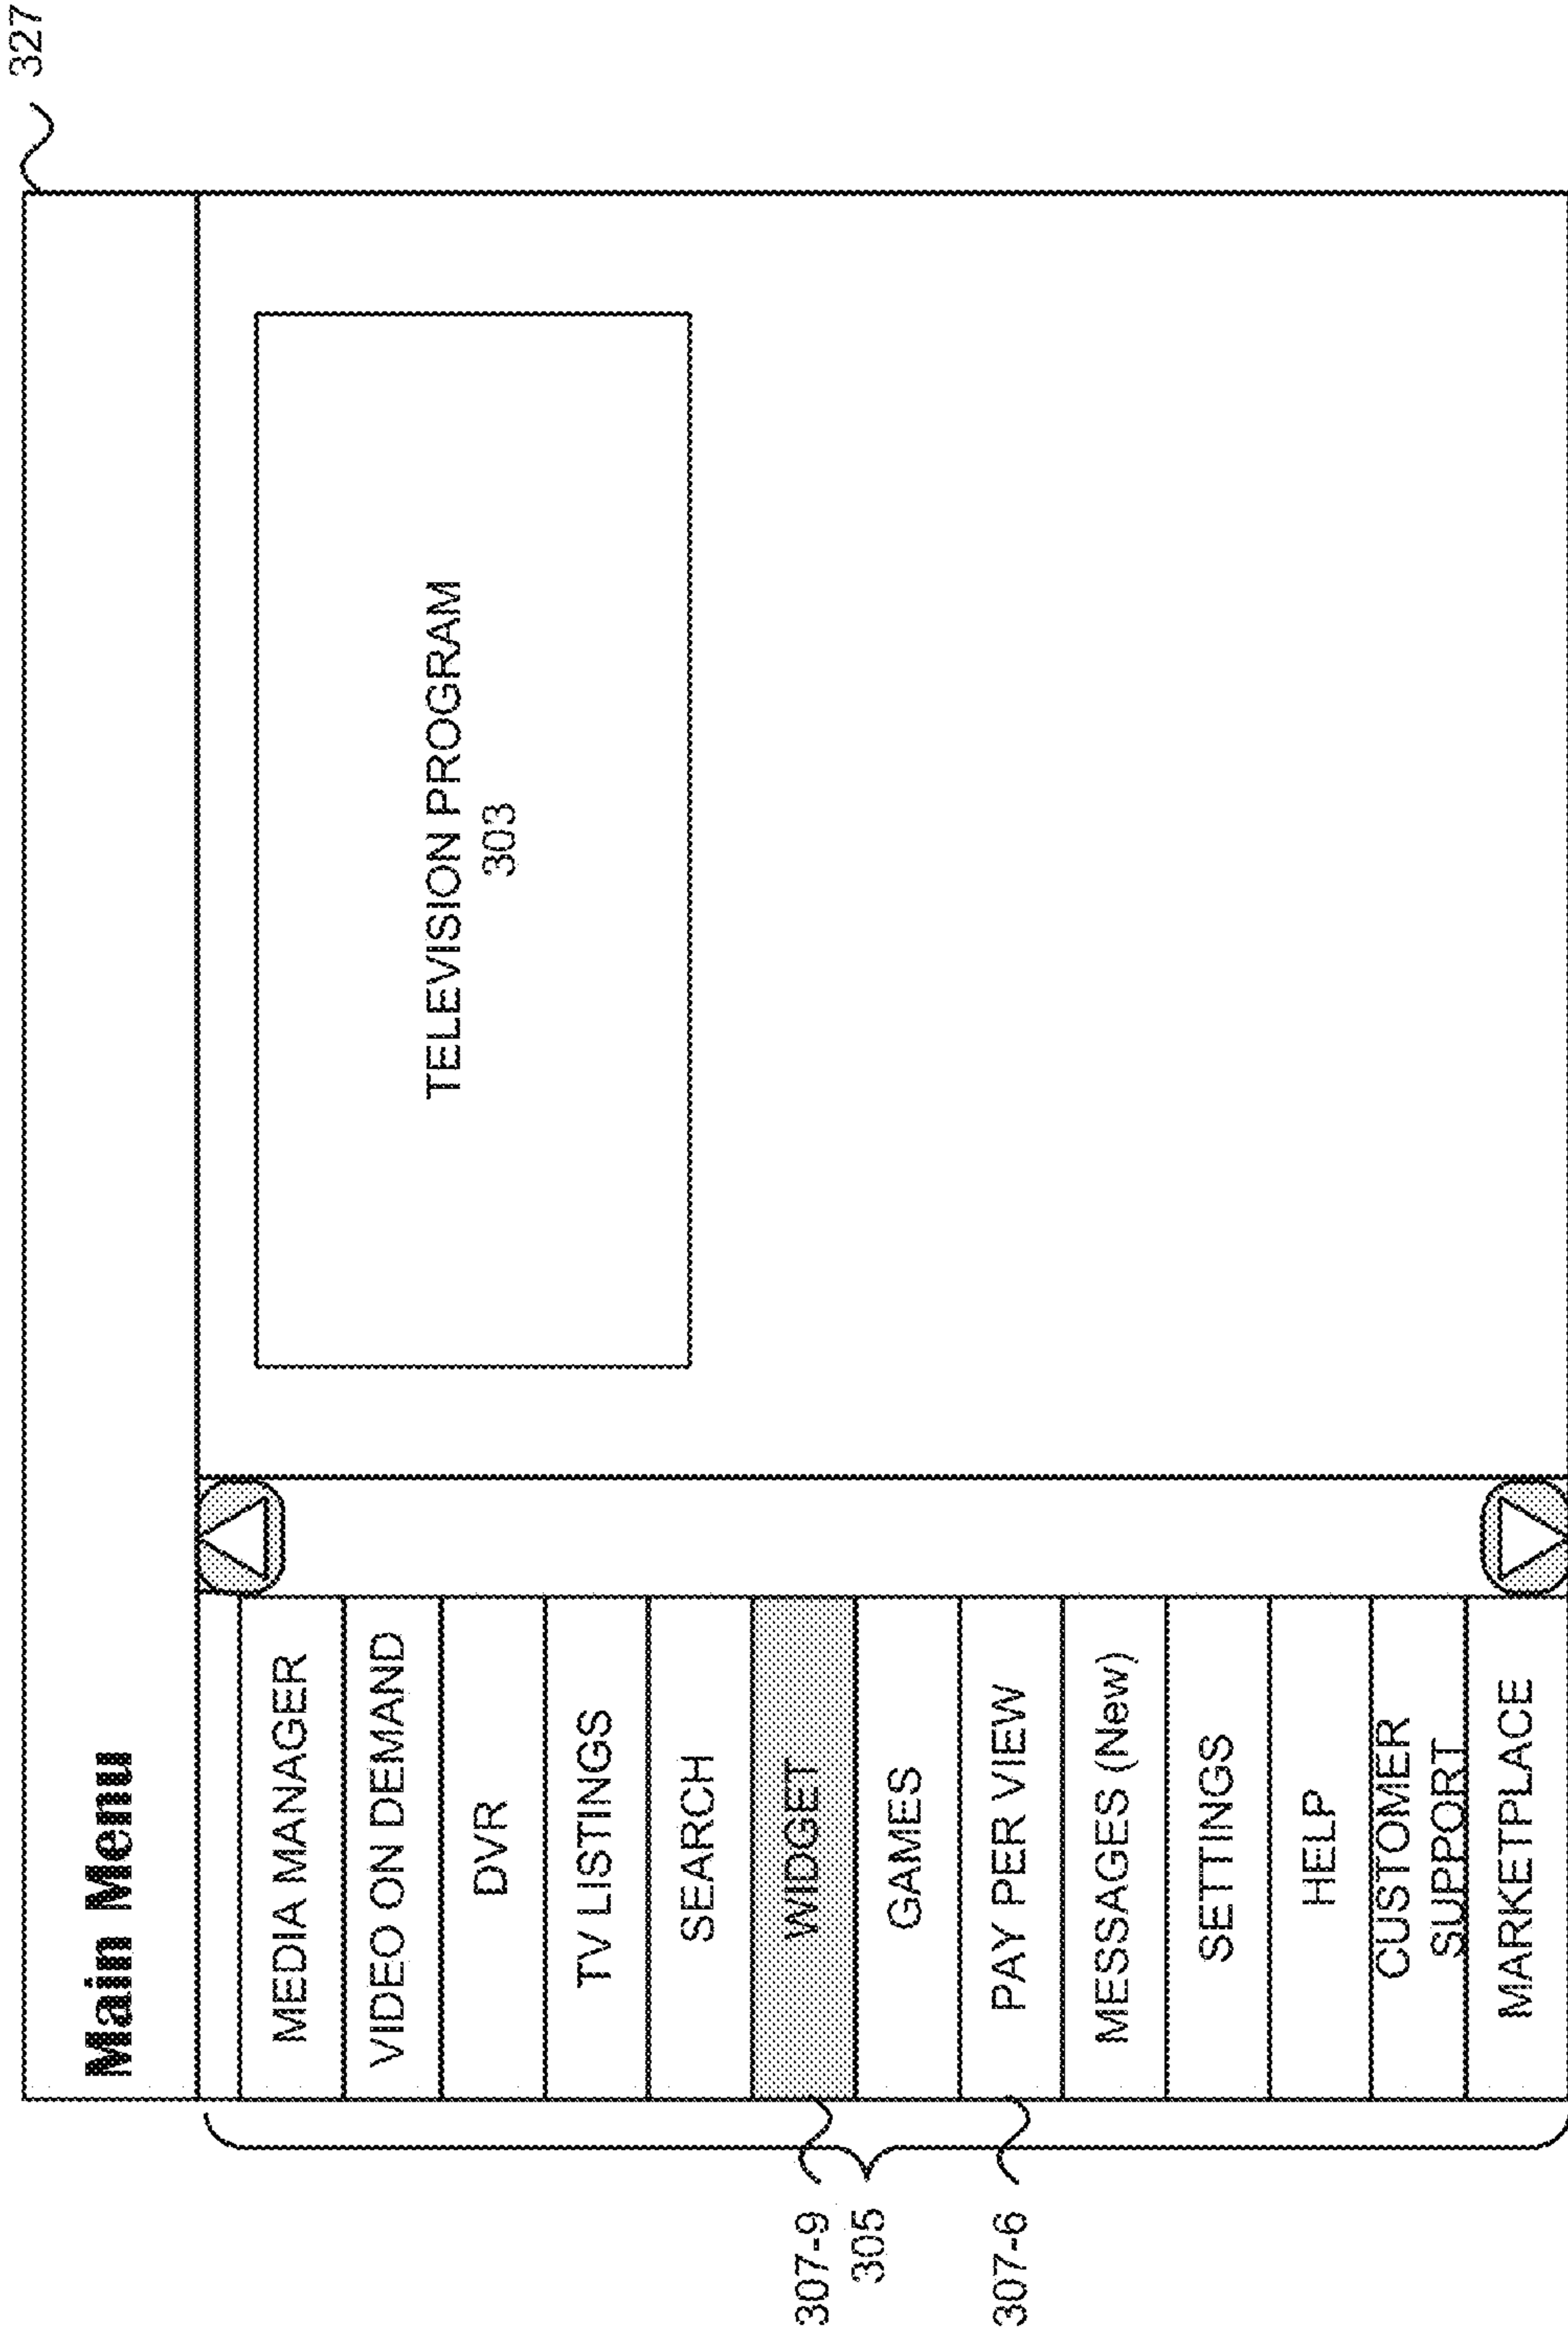 327
Main Menu
MEDIA MANAGER
VIDEO ON DEMAND
DVR
TV LISTINGS
SEARCH
WIDGET
GAMES
PAY PER VIEW
MESSAGES (New)
SETTINGS
HELP
CUSTOMER
SUPPORT
MARKETPLACE
TELEVISION PROGRAM
303
307-9
305
307-6